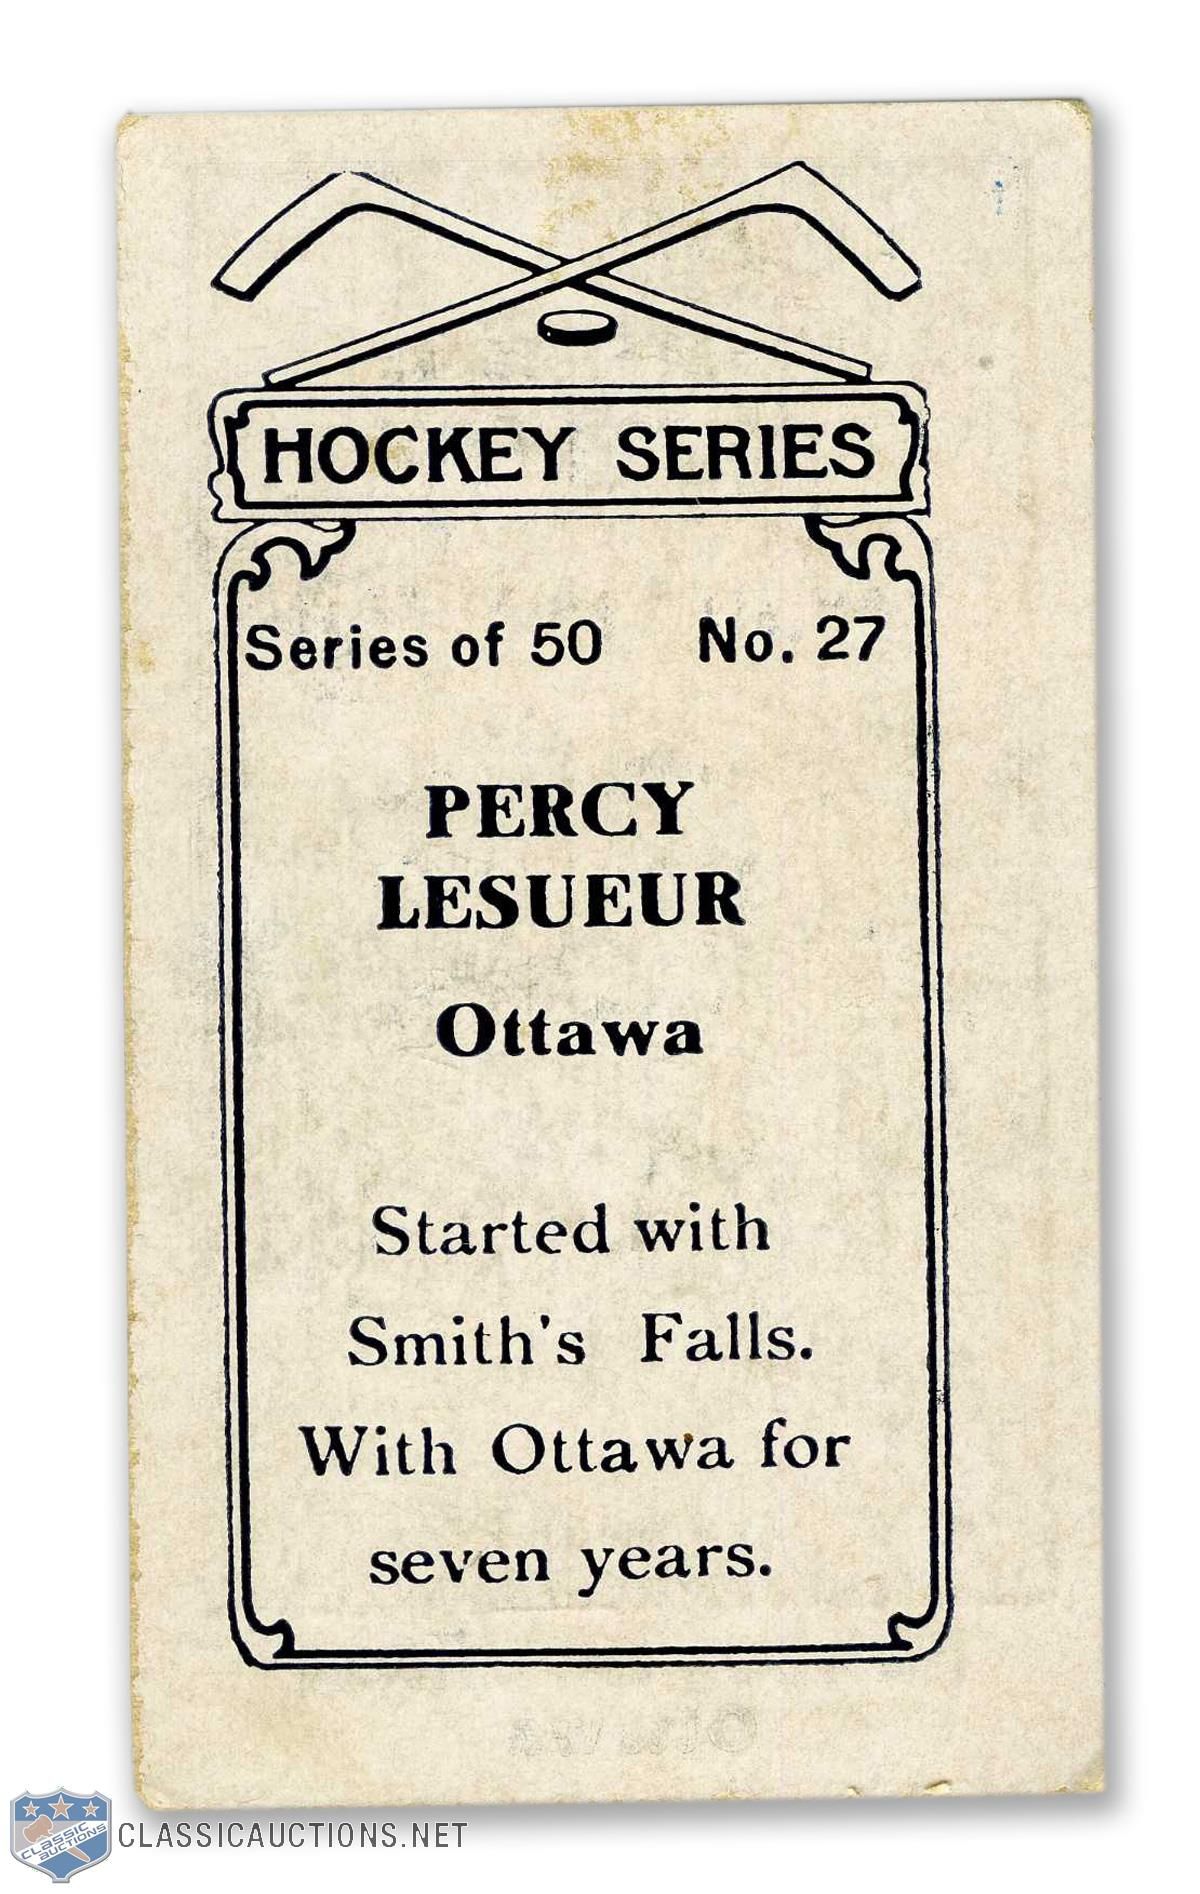 HOCKEY SERIES
Series of 50 No. 27
PERCY
LESUEUR
Ottawa
Started with
Smith's Falls.
With Ottawa for
seven years.
CLASSIC
AUCTIONS
CLASSICAUCTIONS.NET